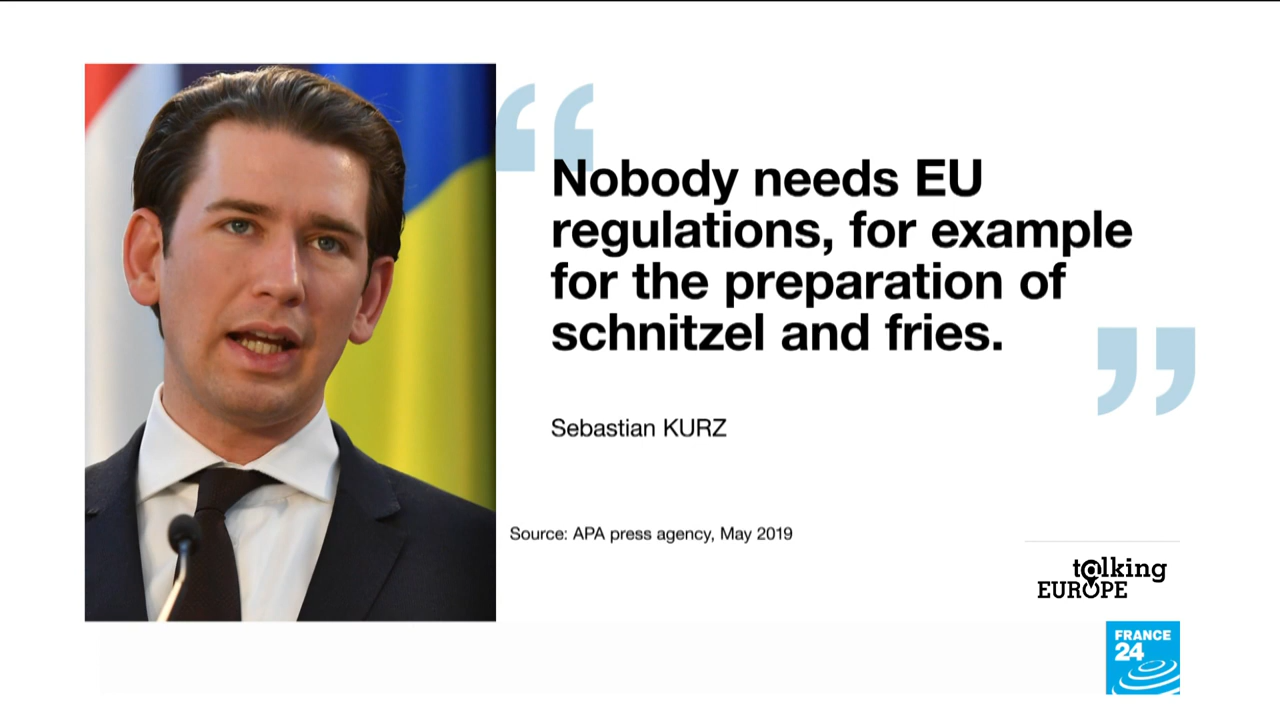 “
Nobody needs EU
regulations, for example
for the preparation of
schnitzel and fries.
”
Sebastian KURZ
Source: APA press agency, May 2019
talking
EUROPE
FRANCE
24